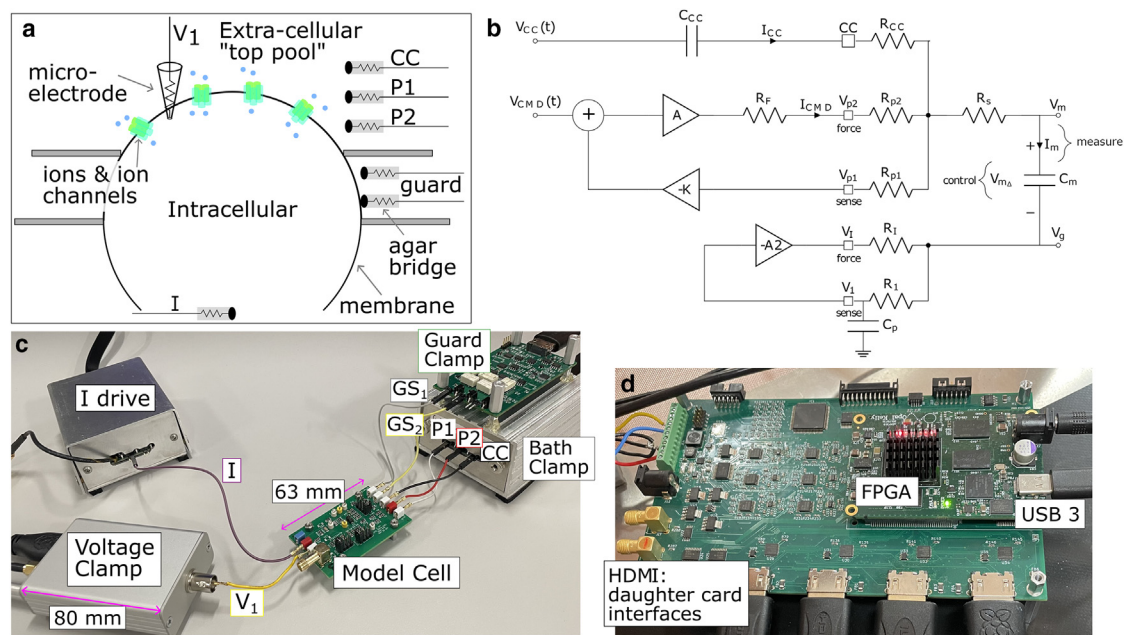 a
V1
Extra-cellular
"top pool"
micro-
electrode
CC
P1
P2
ions & ion
channels
guard
Intracellular
agar
bridge
membrane
I
b
VCC(t)
CCC
ICC
CC
RCC
VCMD(t)
+
A
RF
ICMD
Vp2
force
Rp2
Rs
Vm
+
Im
measure
control
VmΔ
Cm
-K
Vp1
sense
Rp1
–
-A2
VI
force
RI
Vg
V1
sense
R1
Cp
c
Guard
Clamp
I drive
GS1
GS2
P1
P2
CC
Bath
Clamp
I
63 mm
Voltage
Clamp
Model Cell
V1
80 mm
d
Opal Kelly
FPGA
USB 3
HDMI:
daughter card
interfaces